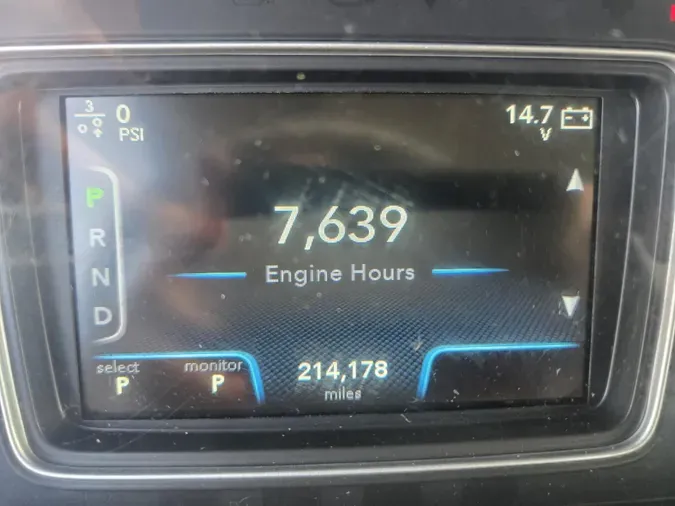 3 0 PSI
14.7 V
P
R
N
D
7,639
Engine Hours
select P
monitor P
214,178
miles